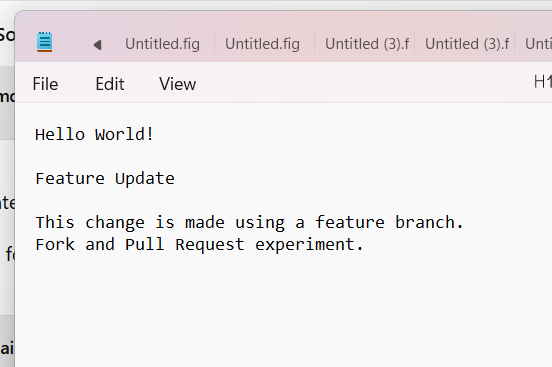 Untitled.fig Untitled.fig Untitled (3).f Untitled (3).f
File Edit View H1
Hello World!
Feature Update
This change is made using a feature branch.
Fork and Pull Request experiment.